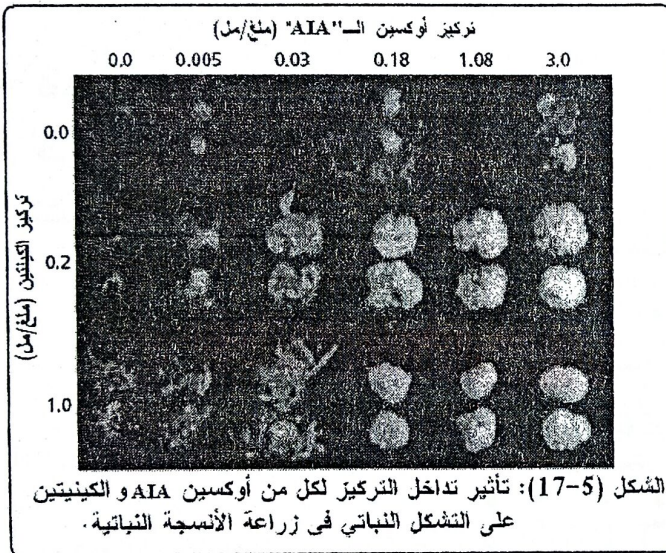 تركيز أوكسين الــ"AIA" (ملغ/مل)
0.0 0.005 0.03 0.18 1.08 3.0
تركيز الكينتين (ملغ/مل)
0.0
0.2
1.0
الشكل (5-17): تأثير تداخل التركيز لكل من أوكسين AIA و الكينيتين
على التشكل النباتي في زراعة الأنسجة النباتية.